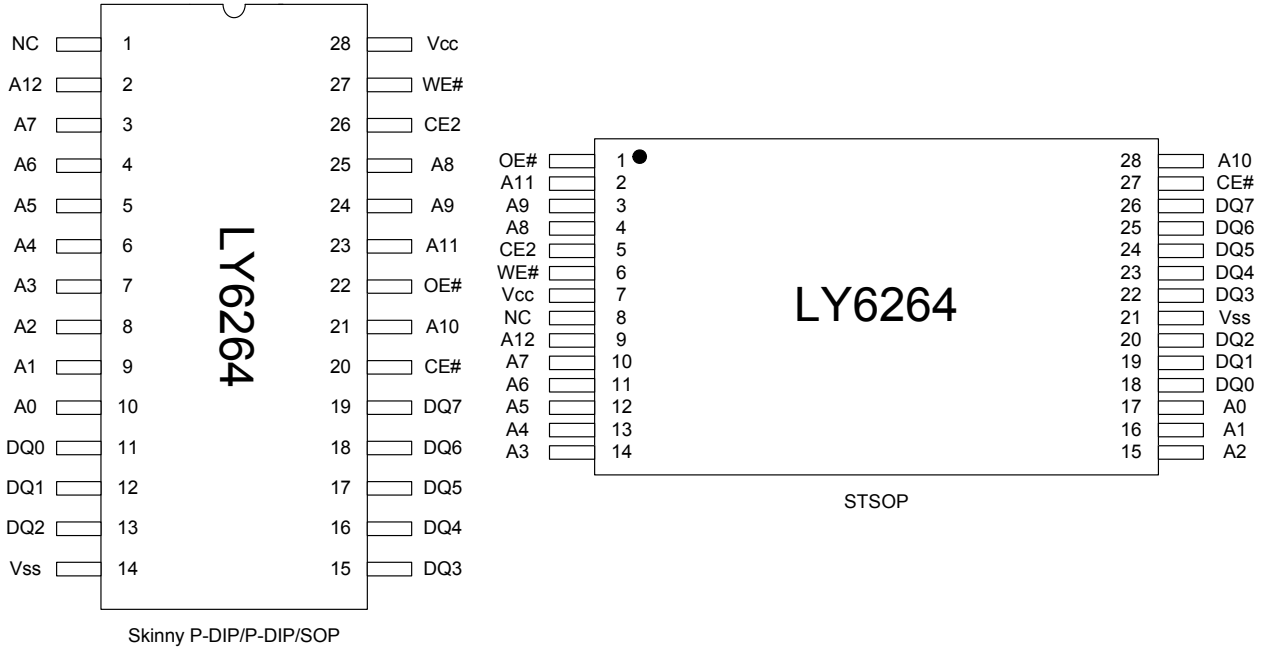 NC 1 28 Vcc
A12 2 27 WE#
A7 3 26 CE2
A6 4 25 A8
A5 5 24 A9
A4 6 23 A11
A3 7 22 OE#
A2 8 21 A10
A1 9 20 CE#
A0 10 19 DQ7
DQ0 11 18 DQ6
DQ1 12 17 DQ5
DQ2 13 16 DQ4
Vss 14 15 DQ3
LY6264
Skinny P-DIP/P-DIP/SOP
OE# 1 28 A10
A11 2 27 CE#
A9 3 26 DQ7
A8 4 25 DQ6
CE2 5 24 DQ5
WE# 6 23 DQ4
Vcc 7 22 DQ3
NC 8 21 Vss
A12 9 20 DQ2
A7 10 19 DQ1
A6 11 18 DQ0
A5 12 17 A0
A4 13 16 A1
A3 14 15 A2
LY6264
STSOP